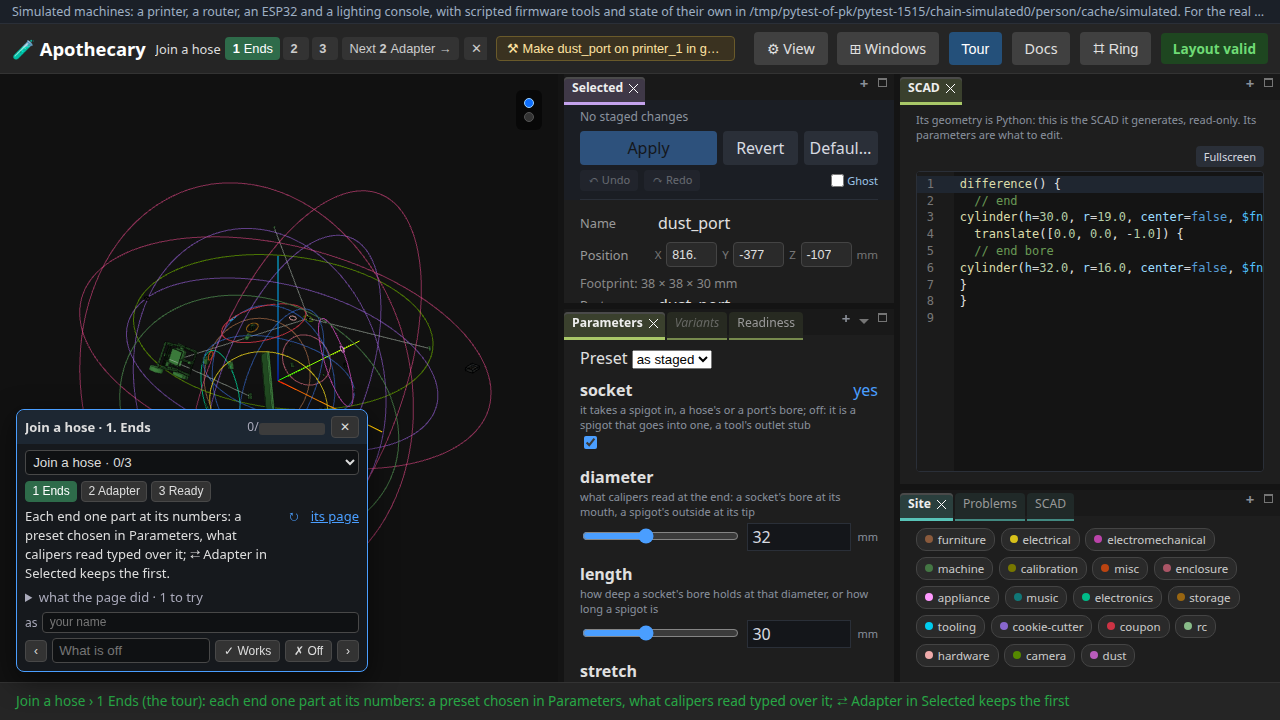 Simulated machines: a printer, a router, an ESP32 and a lighting console, with scripted firmware tools and state of their own in /tmp/pytest-of-pk/pytest-1515/chain-simulated0/person/cache/simulated. For the real ...
Apothecary
Join a hose
1 Ends
2
3
Next 2 Adapter →
✕
⚒ Make dust_port on printer_1 in g…
⚙ View
⊞ Windows
Tour
Docs
⌗ Ring
Layout valid
Selected
No staged changes
Apply
Revert
Defaul...
↶ Undo
↷ Redo
Ghost
Name dust_port
Position X 816. Y -377 Z -107 mm
Footprint: 38 × 38 × 30 mm
Parameters
Variants
Readiness
Preset as staged
socket yes
it takes a spigot in, a hose's or a port's bore; off: it is a
spigot that goes into one, a tool's outlet stub
diameter
what calipers read at the end: a socket's bore at its
mouth, a spigot's outside at its tip
32 mm
length
how deep a socket's bore holds at that diameter, or how
long a spigot is
30 mm
stretch
SCAD
Its geometry is Python: this is the SCAD it generates, read-only. Its
parameters are what to edit.
Fullscreen
1 difference() {
2 // end
3 cylinder(h=30.0, r=19.0, center=false, $fn
4 translate([0.0, 0.0, -1.0]) {
5 // end bore
6 cylinder(h=32.0, r=16.0, center=false, $fn
7 }
8 }
9
Site
Problems
SCAD
furniture
electrical
electromechanical
machine
calibration
misc
enclosure
appliance
music
electronics
storage
tooling
cookie-cutter
coupon
rc
hardware
camera
dust
Join a hose · 1. Ends
0/
✕
Join a hose · 0/3
1 Ends
2 Adapter
3 Ready
Each end one part at its numbers: a
preset chosen in Parameters, what
calipers read typed over it; ⇄ Adapter in
Selected keeps the first.
↻ its page
▶ what the page did · 1 to try
as your name
‹
What is off
✓ Works
✗ Off
›
Join a hose › 1 Ends (the tour): each end one part at its numbers: a preset chosen in Parameters, what calipers read typed over it; ⇄ Adapter in Selected keeps the first